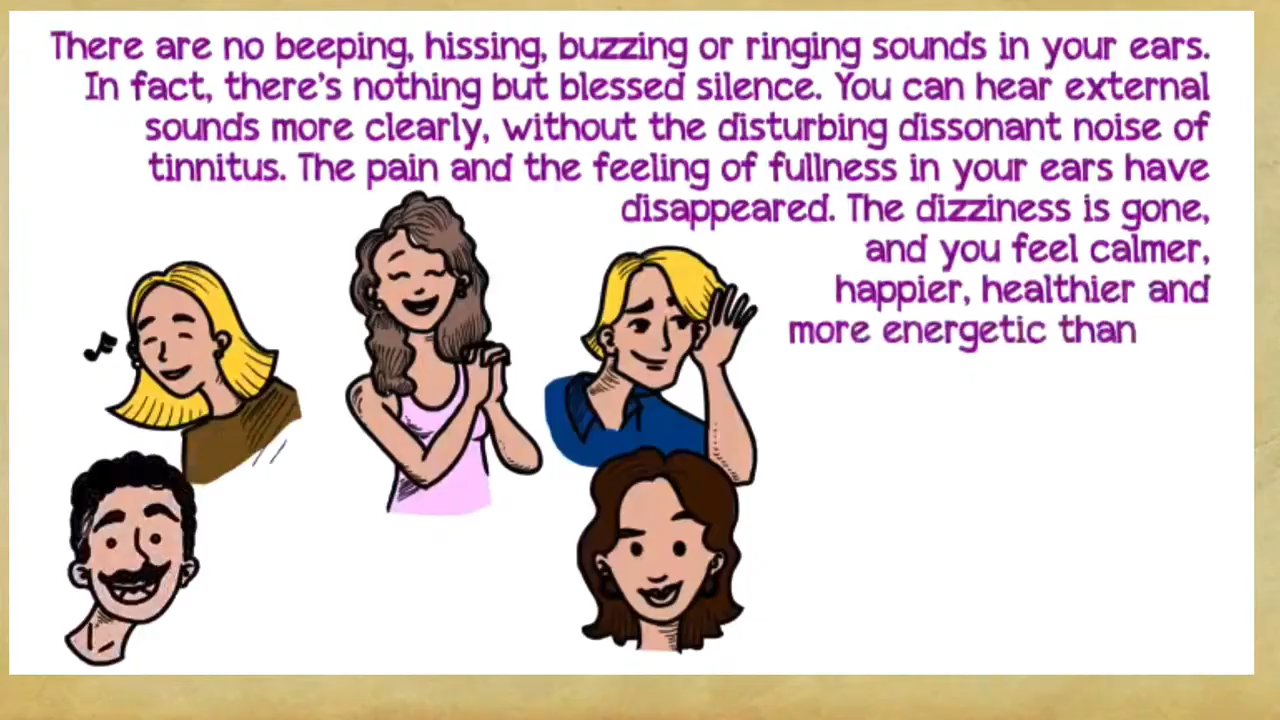 There are no beeping, hissing, buzzing or ringing sounds in your ears.
In fact, there's nothing but blessed silence. You can hear external
sounds more clearly, without the disturbing dissonant noise of
tinnitus. The pain and the feeling of fullness in your ears have
disappeared. The dizziness is gone,
and you feel calmer,
happier, healthier and
more energetic than